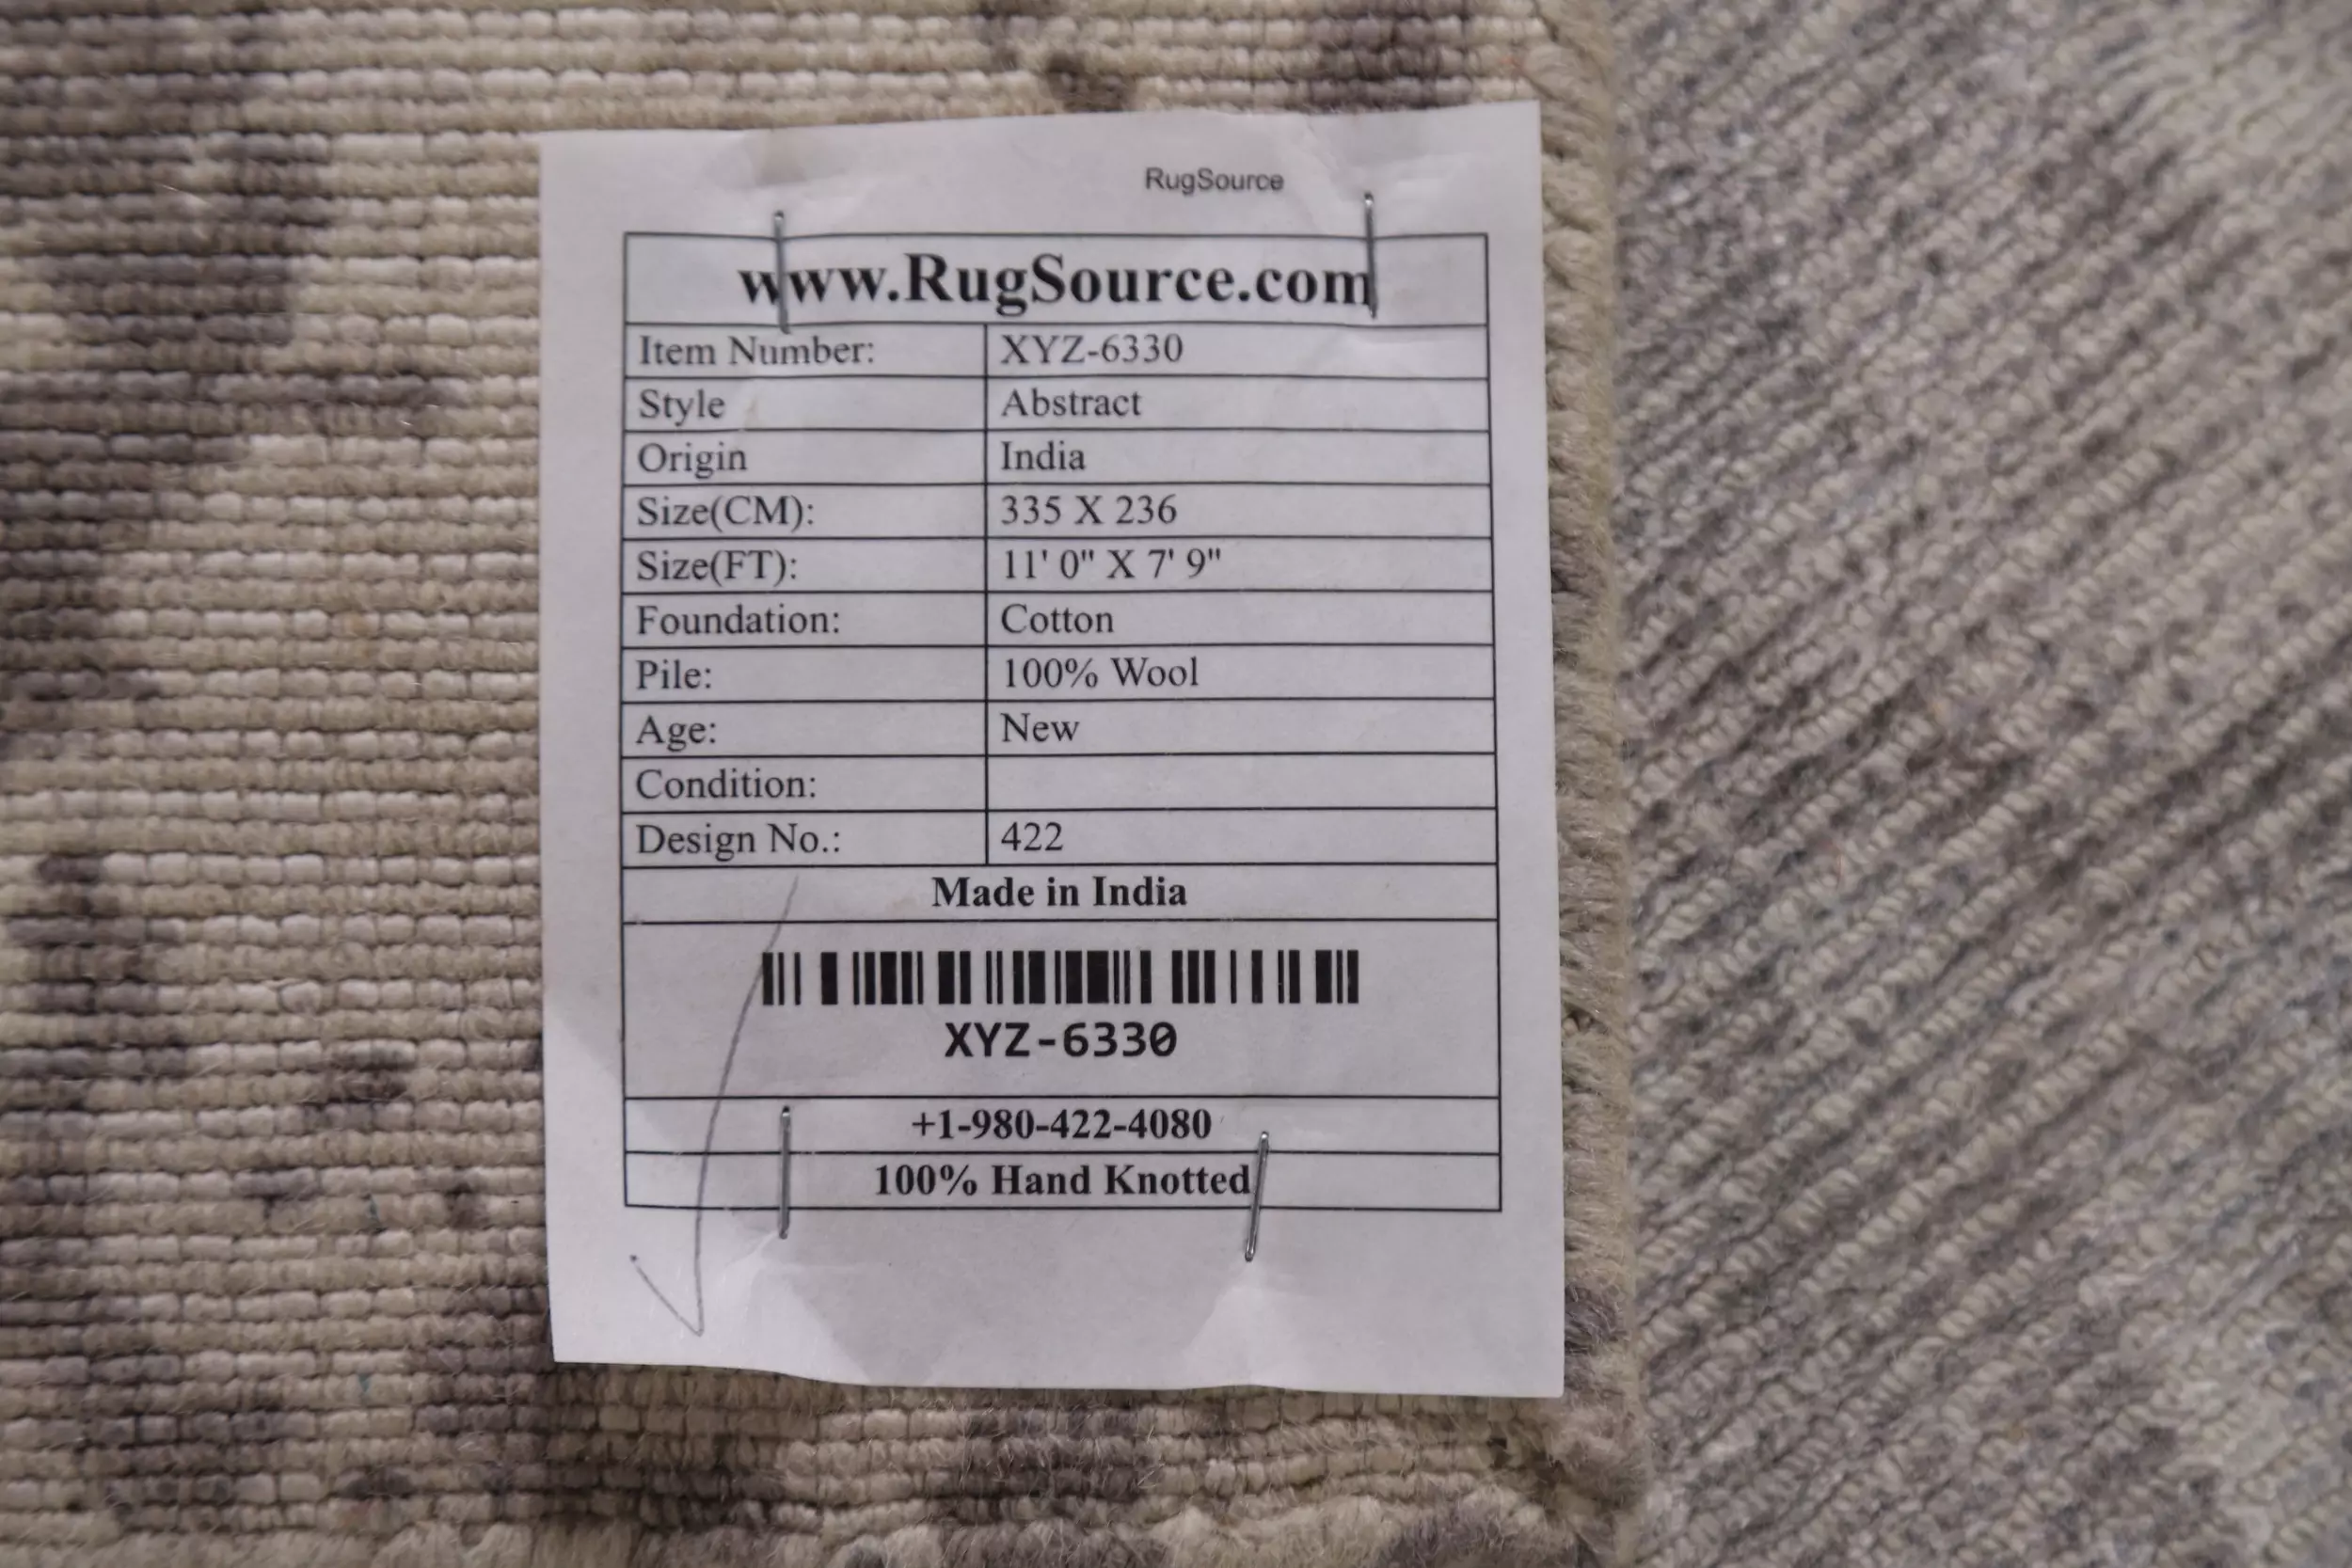 RugSource
www.RugSource.com
Item Number: XYZ-6330
Style Abstract
Origin India
Size(CM): 335 X 236
Size(FT): 11' 0" X 7' 9"
Foundation: Cotton
Pile: 100% Wool
Age: New
Condition:
Design No.: 422
Made in India
XYZ-6330
+1-980-422-4080
100% Hand Knotted